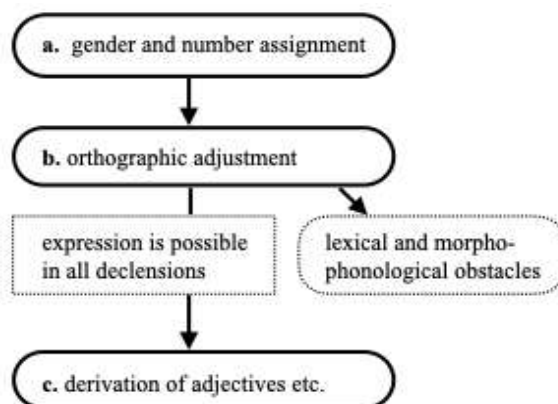 a. gender and number assignment
b. orthographic adjustment
expression is possible
in all declensions
lexical and morpho-
phonological obstacles
c. derivation of adjectives etc.